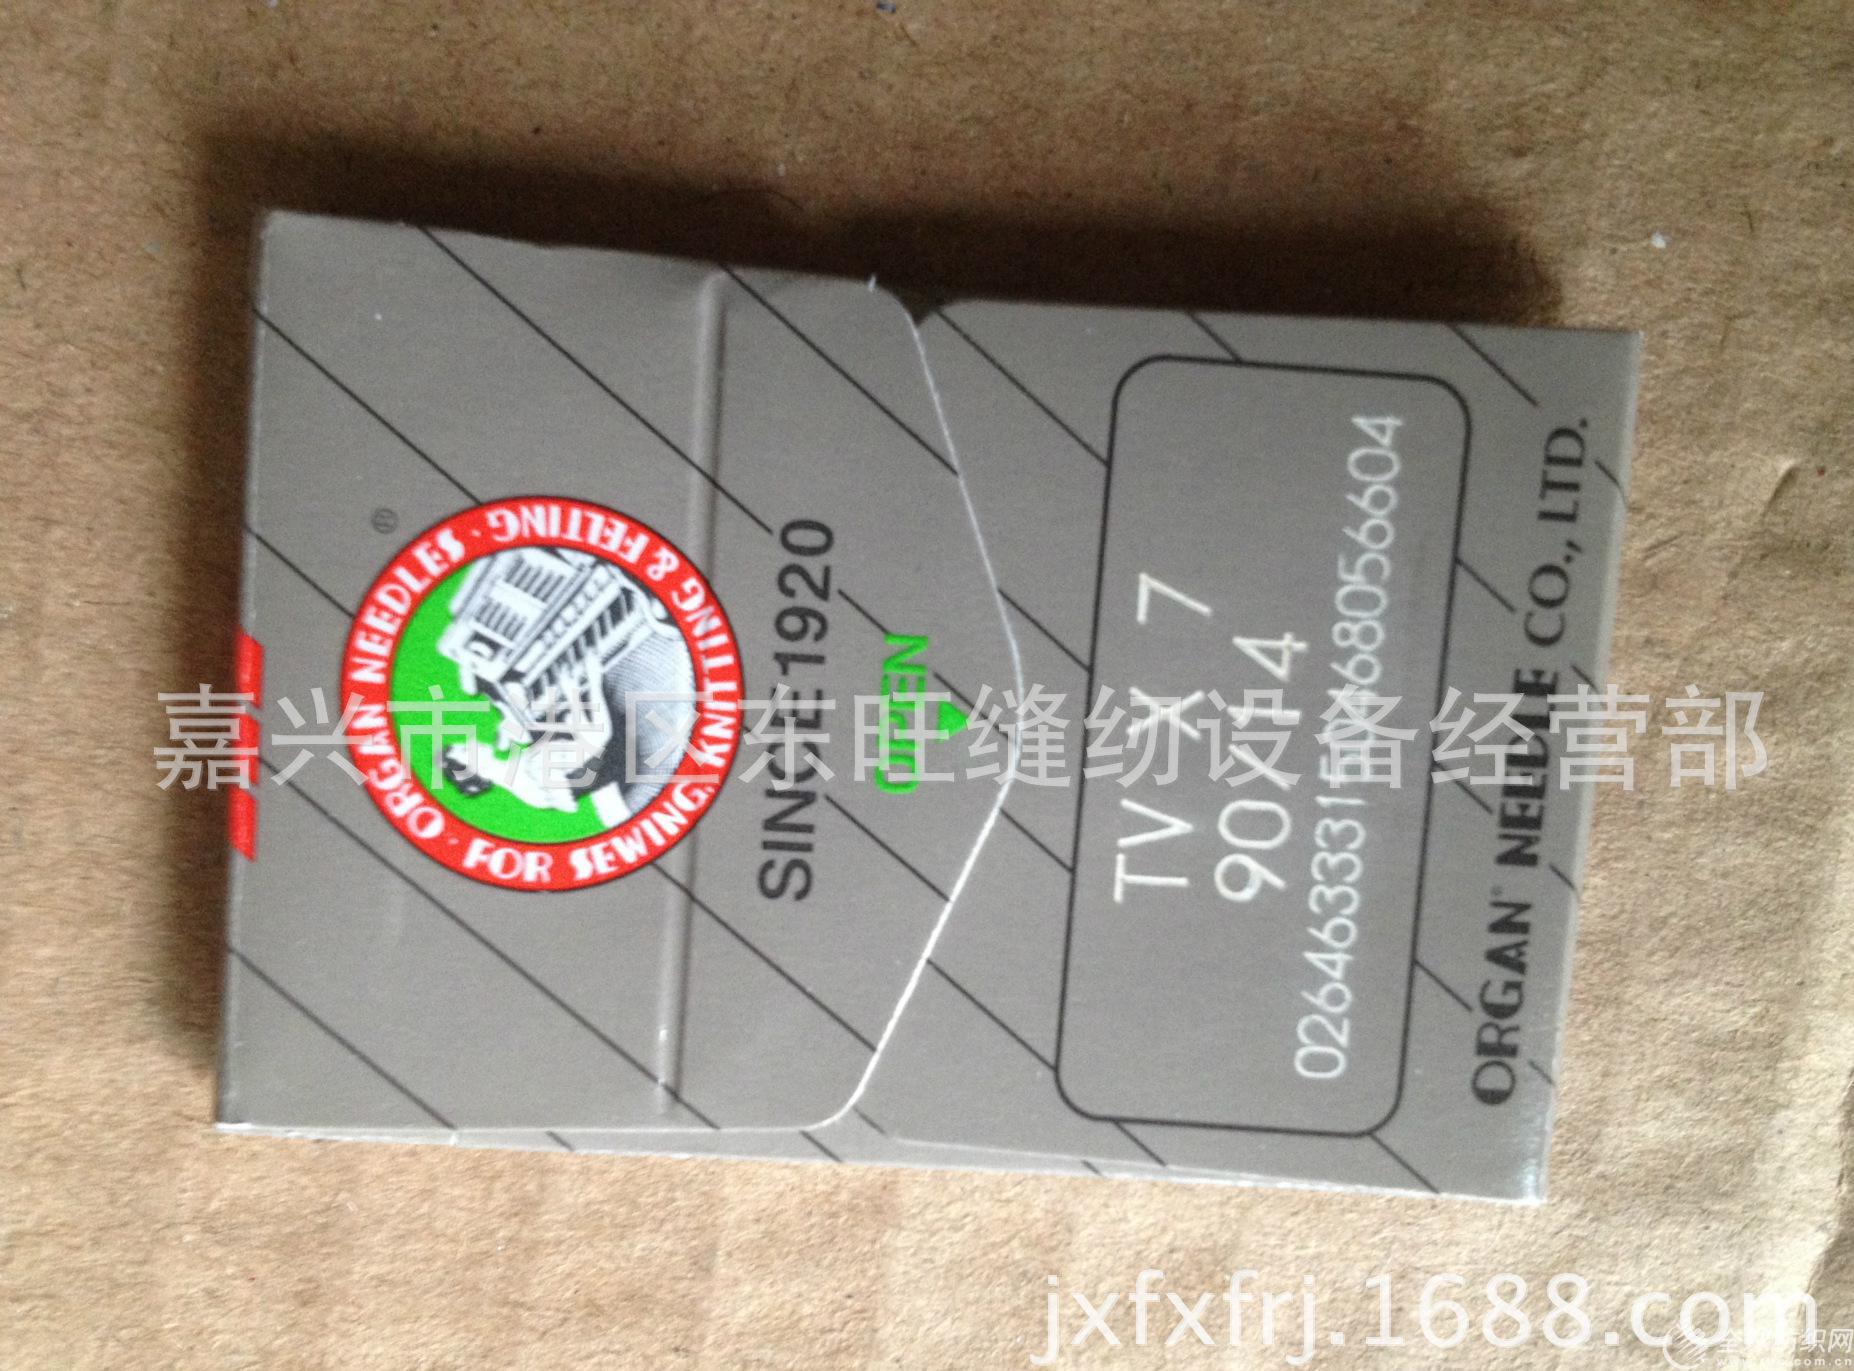 ORGAN NEEDLES · FOR SEWING, KNITTING & FELTING ·
®
SINCE 1920
OPEN
TV X 7
90/14
ORGAN® NEEDLE CO., LTD.
嘉兴市港区东旺缝纫设备经营部
jxfxfrj.1688.com